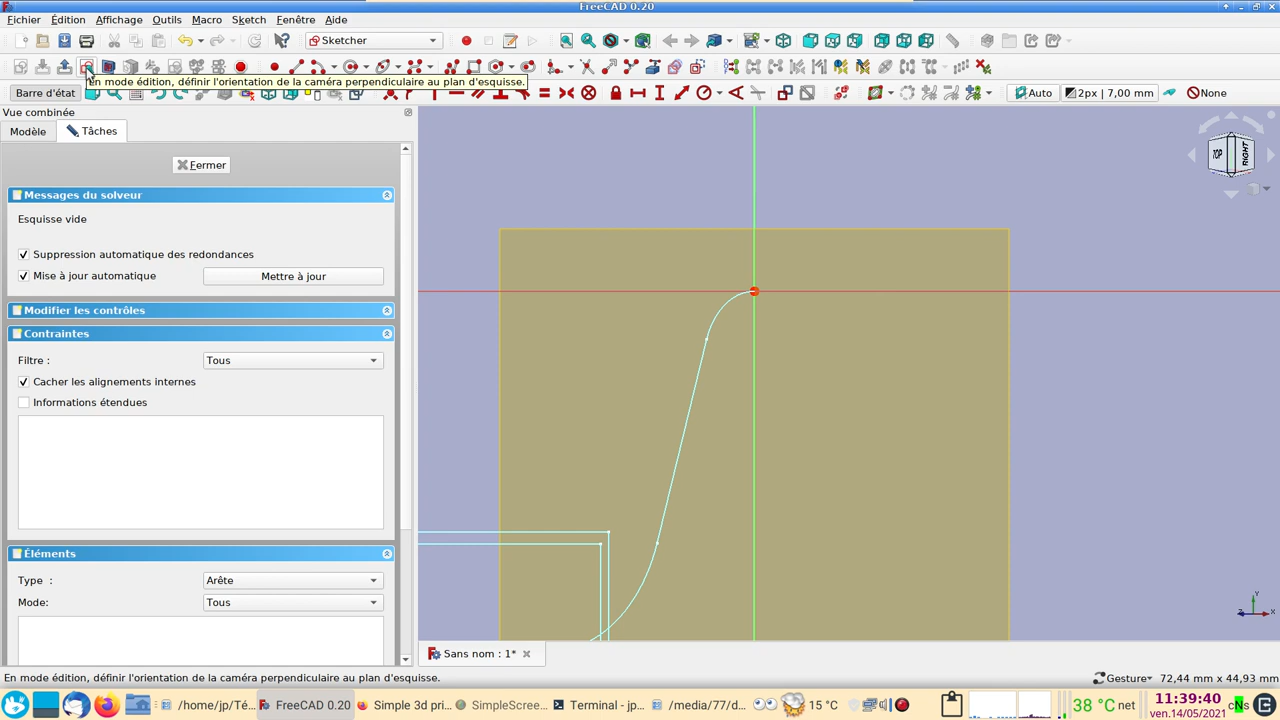 FreeCAD 0.20
Fichier Édition Affichage Outils Macro Sketch Fenêtre Aide
Sketcher
En mode édition, définir l'orientation de la caméra perpendiculaire au plan d'esquisse.
Barre d'état
Auto
2px | 7,00 mm
None
Vue combinée
Modèle
Tâches
Fermer
Messages du solveur
Esquisse vide
Suppression automatique des redondances
Mise à jour automatique
Mettre à jour
Modifier les contrôles
Contraintes
Filtre :
Tous
Cacher les alignements internes
Informations étendues
Éléments
Type :
Arête
Mode:
Tous
TOP
RIGHT
Y
Z
X
Sans nom : 1*
En mode édition, définir l'orientation de la caméra perpendiculaire au plan d'esquisse.
Gesture
72,44 mm x 44,93 mm
/home/jp/Té...
FreeCAD 0.20
Simple 3d pri...
SimpleScree...
Terminal - jp...
/media/77/d...
15 °C
38 °C
net
11:39:40
ven.14/05/2021
cNs